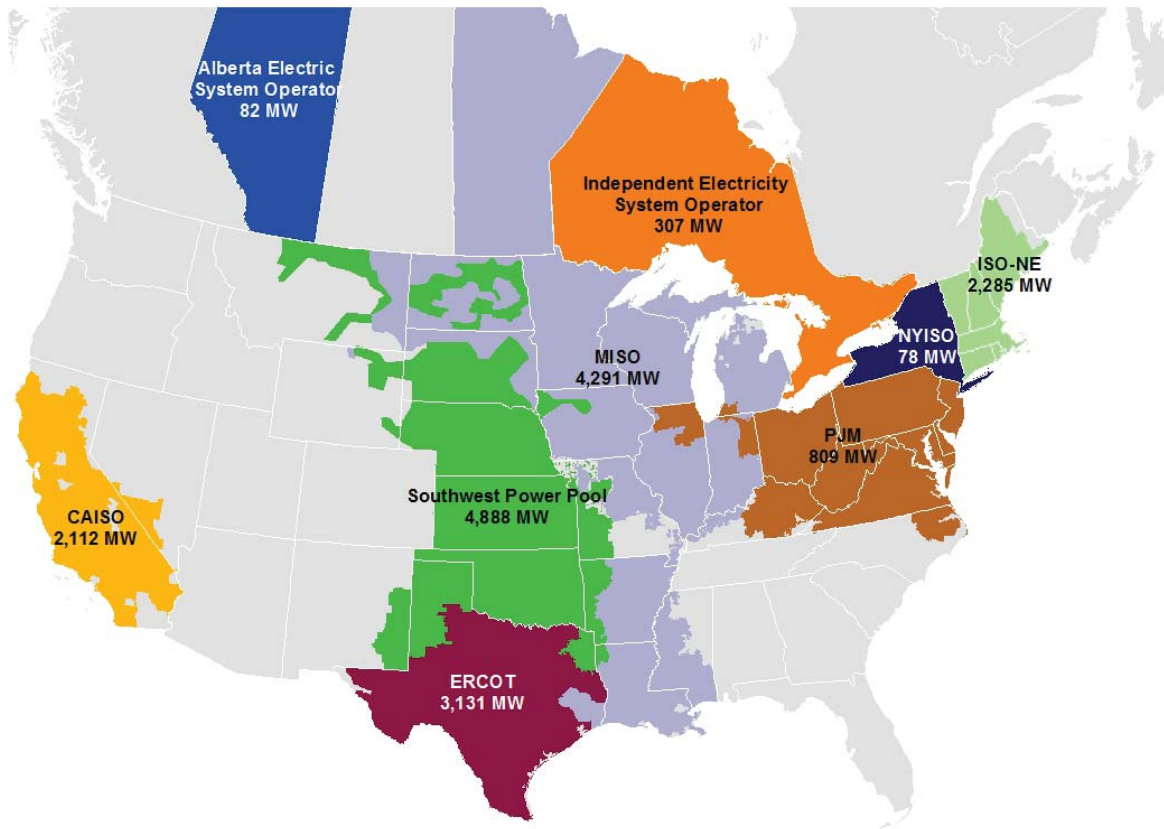 Alberta Electric
System Operator
82 MW
Independent Electricity
System Operator
307 MW
ISO-NE
2,285 MW
NYISO
78 MW
MISO
4,291 MW
PJM
809 MW
Southwest Power Pool
4,888 MW
CAISO
2,112 MW
ERCOT
3,131 MW